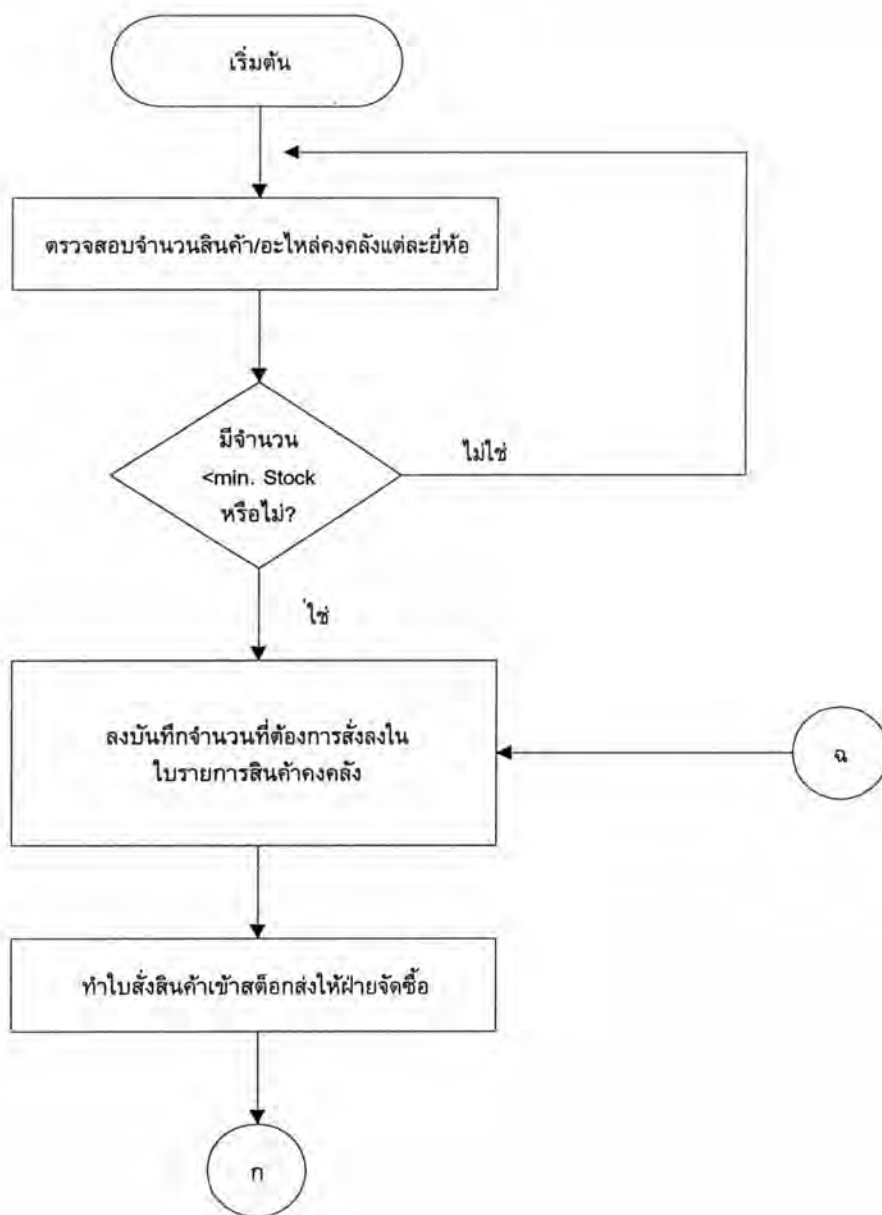 เริ่มต้น
ตรวจสอบจำนวนสินค้า/อะไหล่คงคลังแต่ละยี่ห้อ
มีจำนวน
<min. Stock
หรือไม่?
ไม่ใช่
ใช่
ลงบันทึกจำนวนที่ต้องการสั่งลงใน
ใบรายการสินค้าคงคลัง
ฉ
ทำใบสั่งสินค้าเข้าสต็อกส่งให้ฝ่ายจัดซื้อ
ก